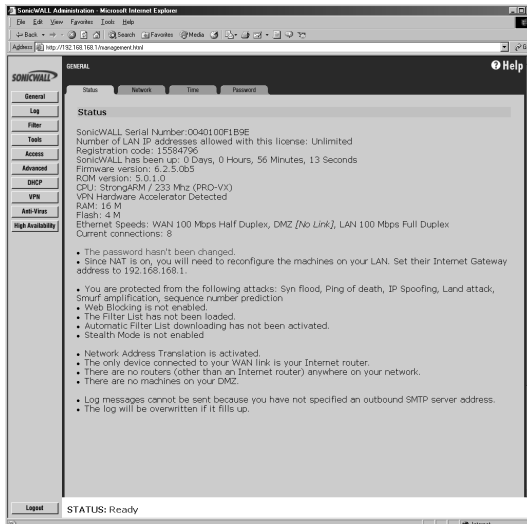 SonicWALL Administration - Microsoft Internet Explorer
File Edit View Favorites Tools Help
Back Search Favorites Media
Address http://192.168.168.1/management.html
SONICWALL
GENERAL
Help
Status Network Time Password
General
Log
Filter
Tools
Access
Advanced
DHCP
VPN
Anti-Virus
High Availability
Status
SonicWALL Serial Number:0040100F1B9E
Number of LAN IP addresses allowed with this license: Unlimited
Registration code: 15584796
SonicWALL has been up: 0 Days, 0 Hours, 56 Minutes, 13 Seconds
Firmware version: 6.2.5.0b5
ROM version: 5.0.1.0
CPU: StrongARM / 233 Mhz (PRO-VX)
VPN Hardware Accelerator Detected
RAM: 16 M
Flash: 4 M
Ethernet Speeds: WAN 100 Mbps Half Duplex, DMZ [No Link], LAN 100 Mbps Full Duplex
Current connections: 8
• The password hasn't been changed.
• Since NAT is on, you will need to reconfigure the machines on your LAN. Set their Internet Gateway
address to 192.168.168.1.
• You are protected from the following attacks: Syn flood, Ping of death, IP Spoofing, Land attack,
Smurf amplification, sequence number prediction
• Web Blocking is not enabled.
• The Filter List has not been loaded.
• Automatic Filter List downloading has not been activated.
• Stealth Mode is not enabled
• Network Address Translation is activated.
• The only device connected to your WAN link is your Internet router.
• There are no routers (other than an Internet router) anywhere on your network.
• There are no machines on your DMZ.
• Log messages cannot be sent because you have not specified an outbound SMTP server address.
• The log will be overwritten if it fills up.
Logout
STATUS: Ready